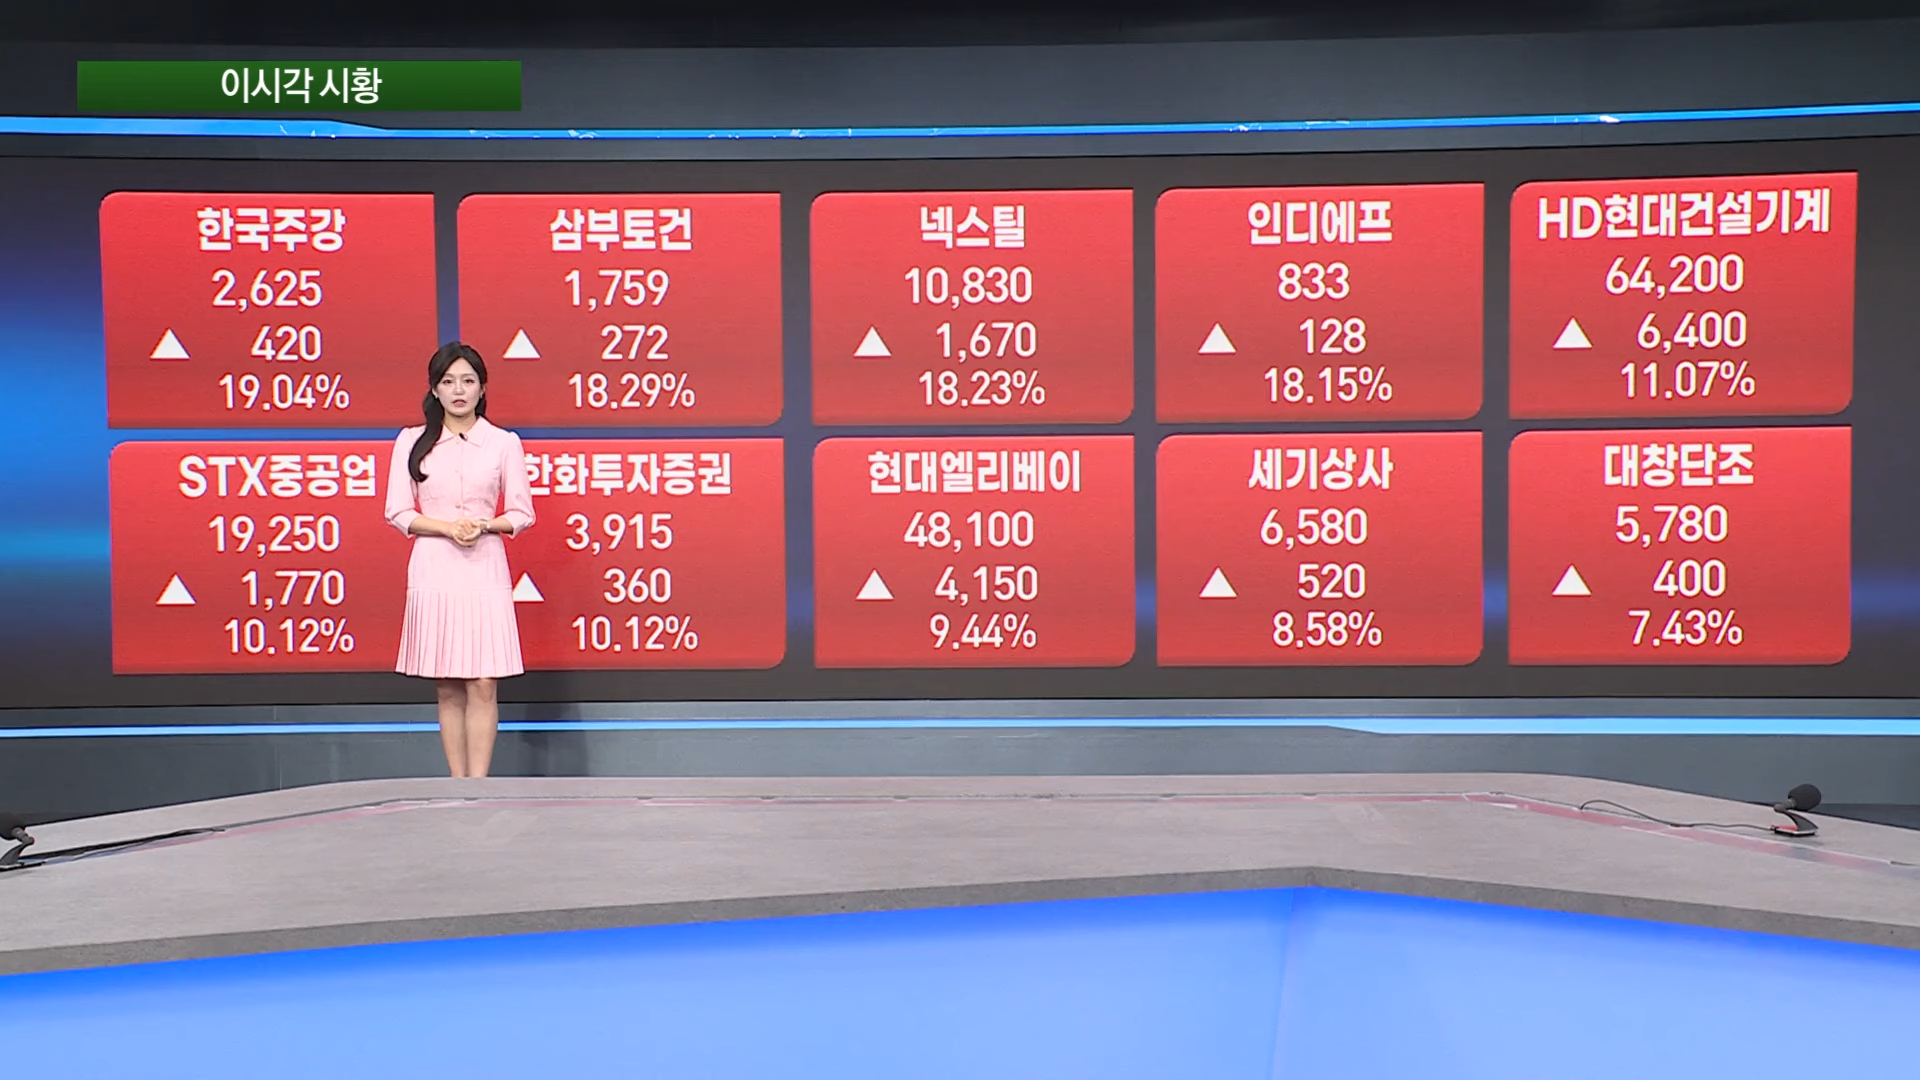 이시각 시황
한국주강
2,625
▲ 420
19.04%
삼부토건
1,759
▲ 272
18.29%
넥스틸
10,830
▲ 1,670
18.23%
인디에프
833
▲ 128
18.15%
HD현대건설기계
64,200
▲ 6,400
11.07%
STX중공업
19,250
▲ 1,770
10.12%
한화투자증권
3,915
▲ 360
10.12%
현대엘리베이
48,100
▲ 4,150
9.44%
세기상사
6,580
▲ 520
8.58%
대창단조
5,780
▲ 400
7.43%